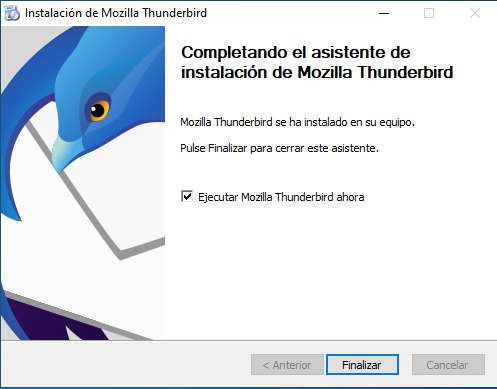 Instalación de Mozilla Thunderbird
Completando el asistente de
instalación de Mozilla Thunderbird
Mozilla Thunderbird se ha instalado en su equipo.
Pulse Finalizar para cerrar este asistente.
Ejecutar Mozilla Thunderbird ahora
< Anterior
Finalizar
Cancelar